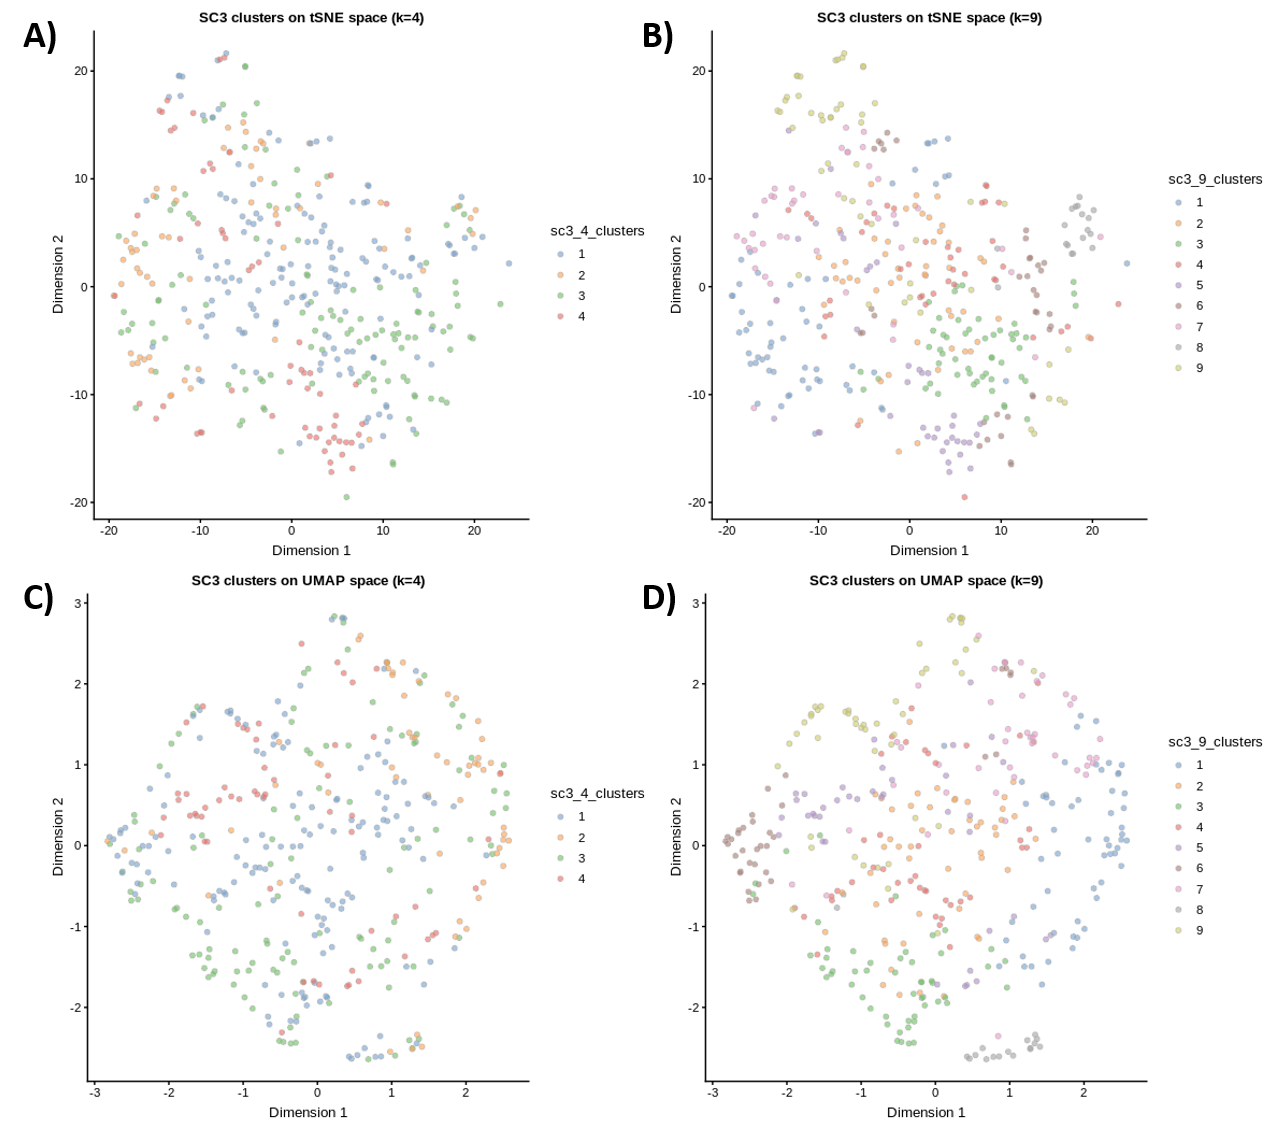 A)
SC3 clusters on tSNE space (k=4)
20
10
0
-10
-20
Dimension 2
-20 -10 0 10 20
Dimension 1
sc3_4_clusters
1
2
3
4
B)
SC3 clusters on tSNE space (k=9)
20
10
0
-10
-20
Dimension 2
-20 -10 0 10 20
Dimension 1
sc3_9_clusters
1
2
3
4
5
6
7
8
9
C)
SC3 clusters on UMAP space (k=4)
3
2
1
0
-1
-2
Dimension 2
-3 -2 -1 0 1 2
Dimension 1
sc3_4_clusters
1
2
3
4
D)
SC3 clusters on UMAP space (k=9)
3
2
1
0
-1
-2
Dimension 2
-3 -2 -1 0 1 2
Dimension 1
sc3_9_clusters
1
2
3
4
5
6
7
8
9